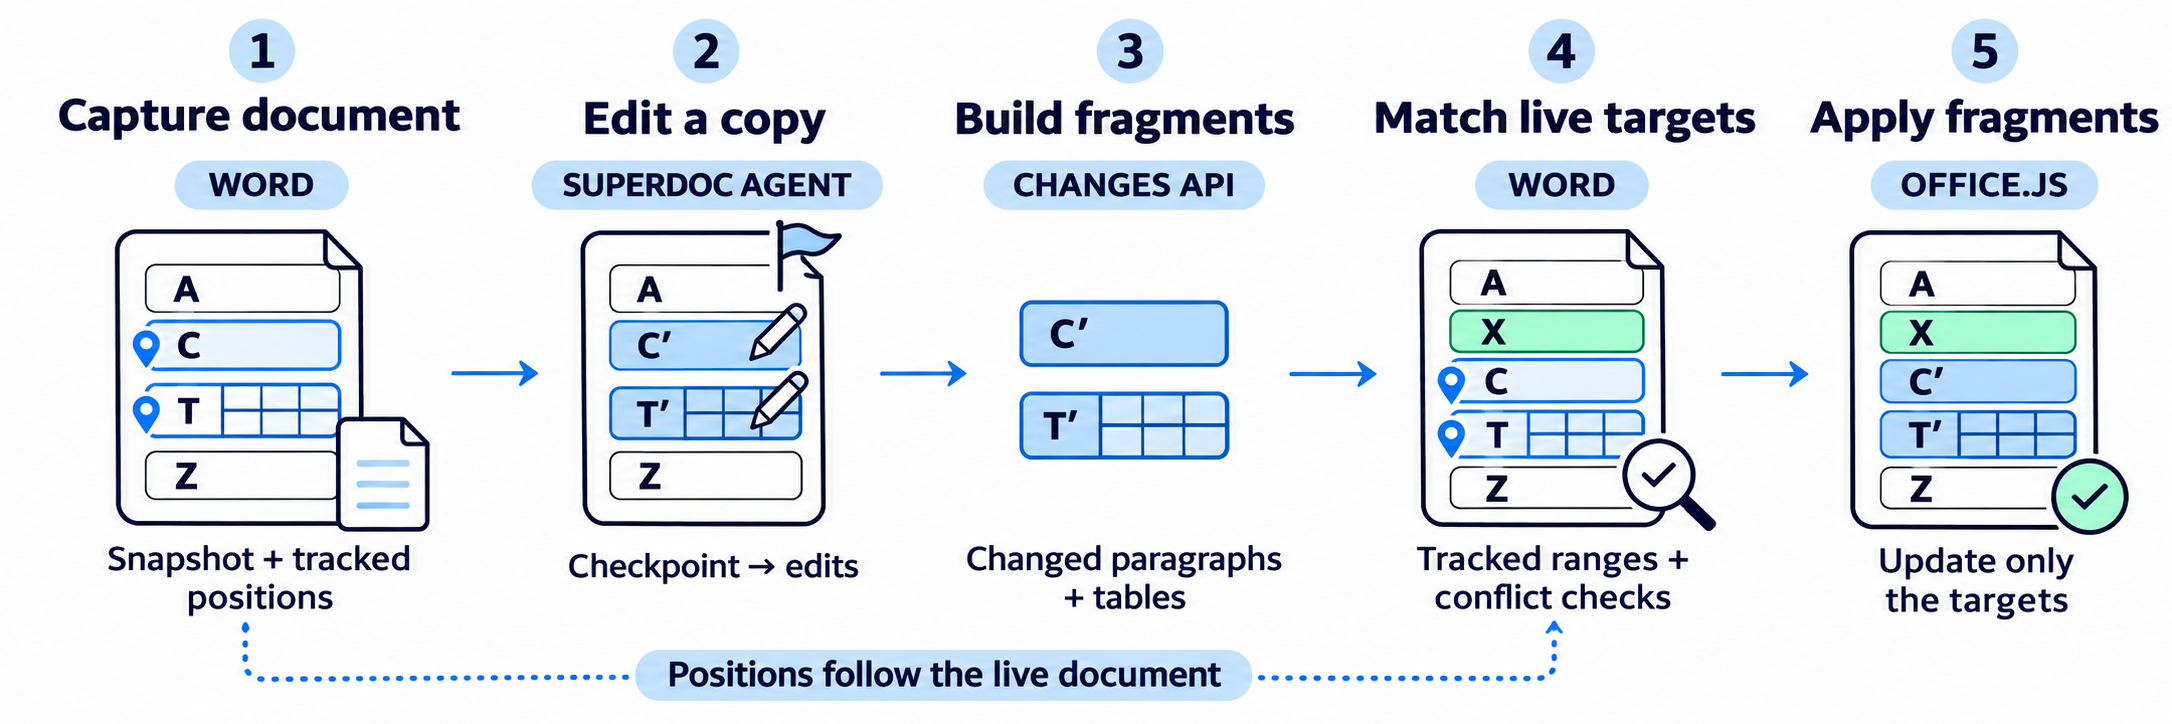 1
Capture document
WORD
A
C
T
Z
Snapshot + tracked
positions
2
Edit a copy
SUPERDOC AGENT
A
C′
T′
Z
Checkpoint → edits
3
Build fragments
CHANGES API
C′
T′
Changed paragraphs
+ tables
4
Match live targets
WORD
A
X
C
T
Z
Tracked ranges +
conflict checks
5
Apply fragments
OFFICE.JS
A
X
C′
T′
Z
Update only
the targets
Positions follow the live document